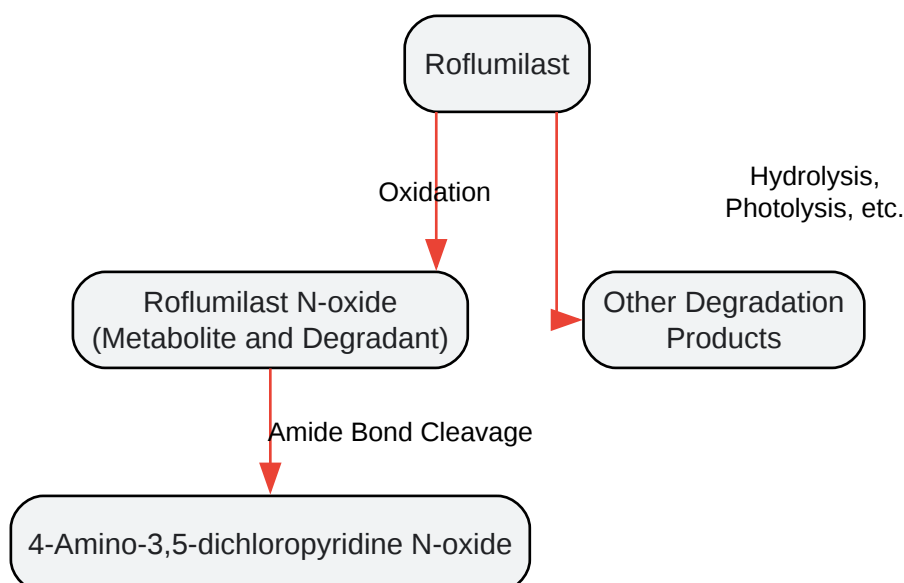 Roflumilast
Oxidation
Hydrolysis,
Photolysis, etc.
Roflumilast N-oxide
(Metabolite and Degradant)
Other Degradation
Products
Amide Bond Cleavage
4-Amino-3,5-dichloropyridine N-oxide